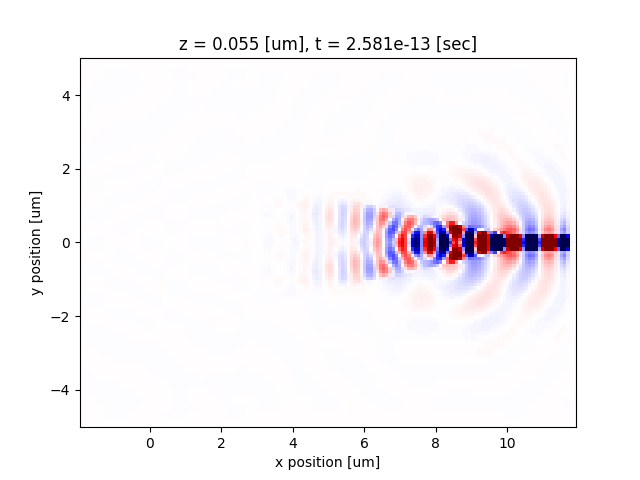 z = 0.055 [um], t = 2.581e-13 [sec]
4
2
0
−2
−4
y position [um]
0 2 4 6 8 10
x position [um]